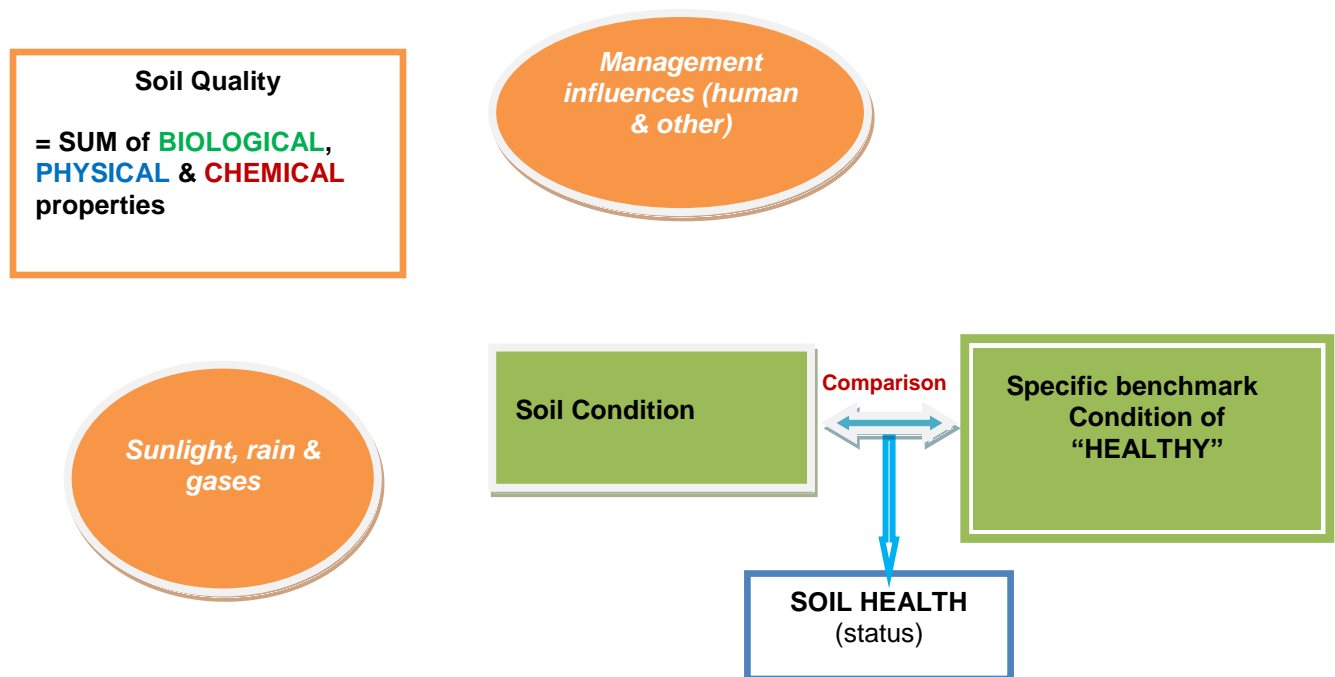 Soil Quality
= SUM of BIOLOGICAL,
PHYSICAL & CHEMICAL
properties
Management
influences (human
& other)
Sunlight, rain &
gases
Soil Condition
Comparison
Specific benchmark
Condition of
“HEALTHY”
SOIL HEALTH
(status)